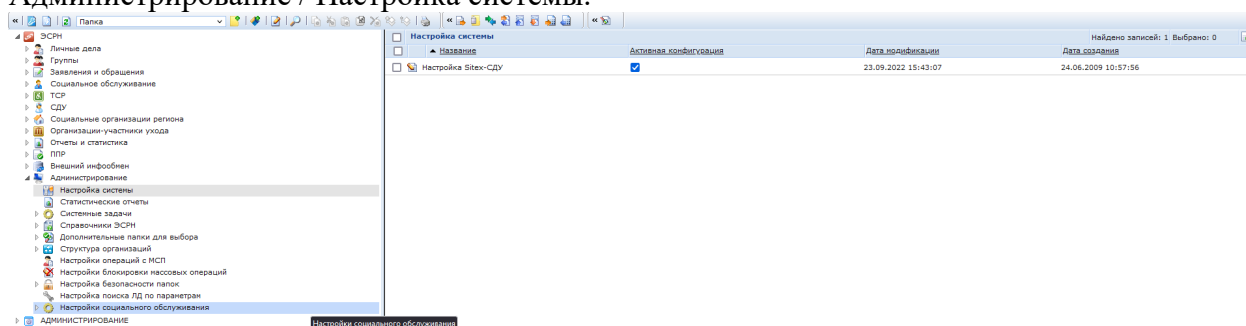 Администрирование / Настройка системы.
Папка
ЭСРН
Личные дела
Группы
Заявления и обращения
Социальное обслуживание
ТСР
СДУ
Социальные организации региона
Организации-участники ухода
Отчеты и статистика
ППР
Внешний инфообмен
Администрирование
Настройка системы
Статистические отчеты
Системные задачи
Справочники ЭСРН
Дополнительные папки для выбора
Структура организаций
Настройки операций с МСП
Настройки блокировки массовых операций
Настройка безопасности папок
Настройка поиска ЛД по параметрам
Настройки социального обслуживания
АДМИНИСТРИРОВАНИЕ
Настройки социального обслуживания
Настройка системы Найдено записей: 1 Выбрано: 0
Название Активная конфигурация Дата модификации Дата создания
Настройка Sitex-СДУ 23.09.2022 15:43:07 24.06.2009 10:57:56